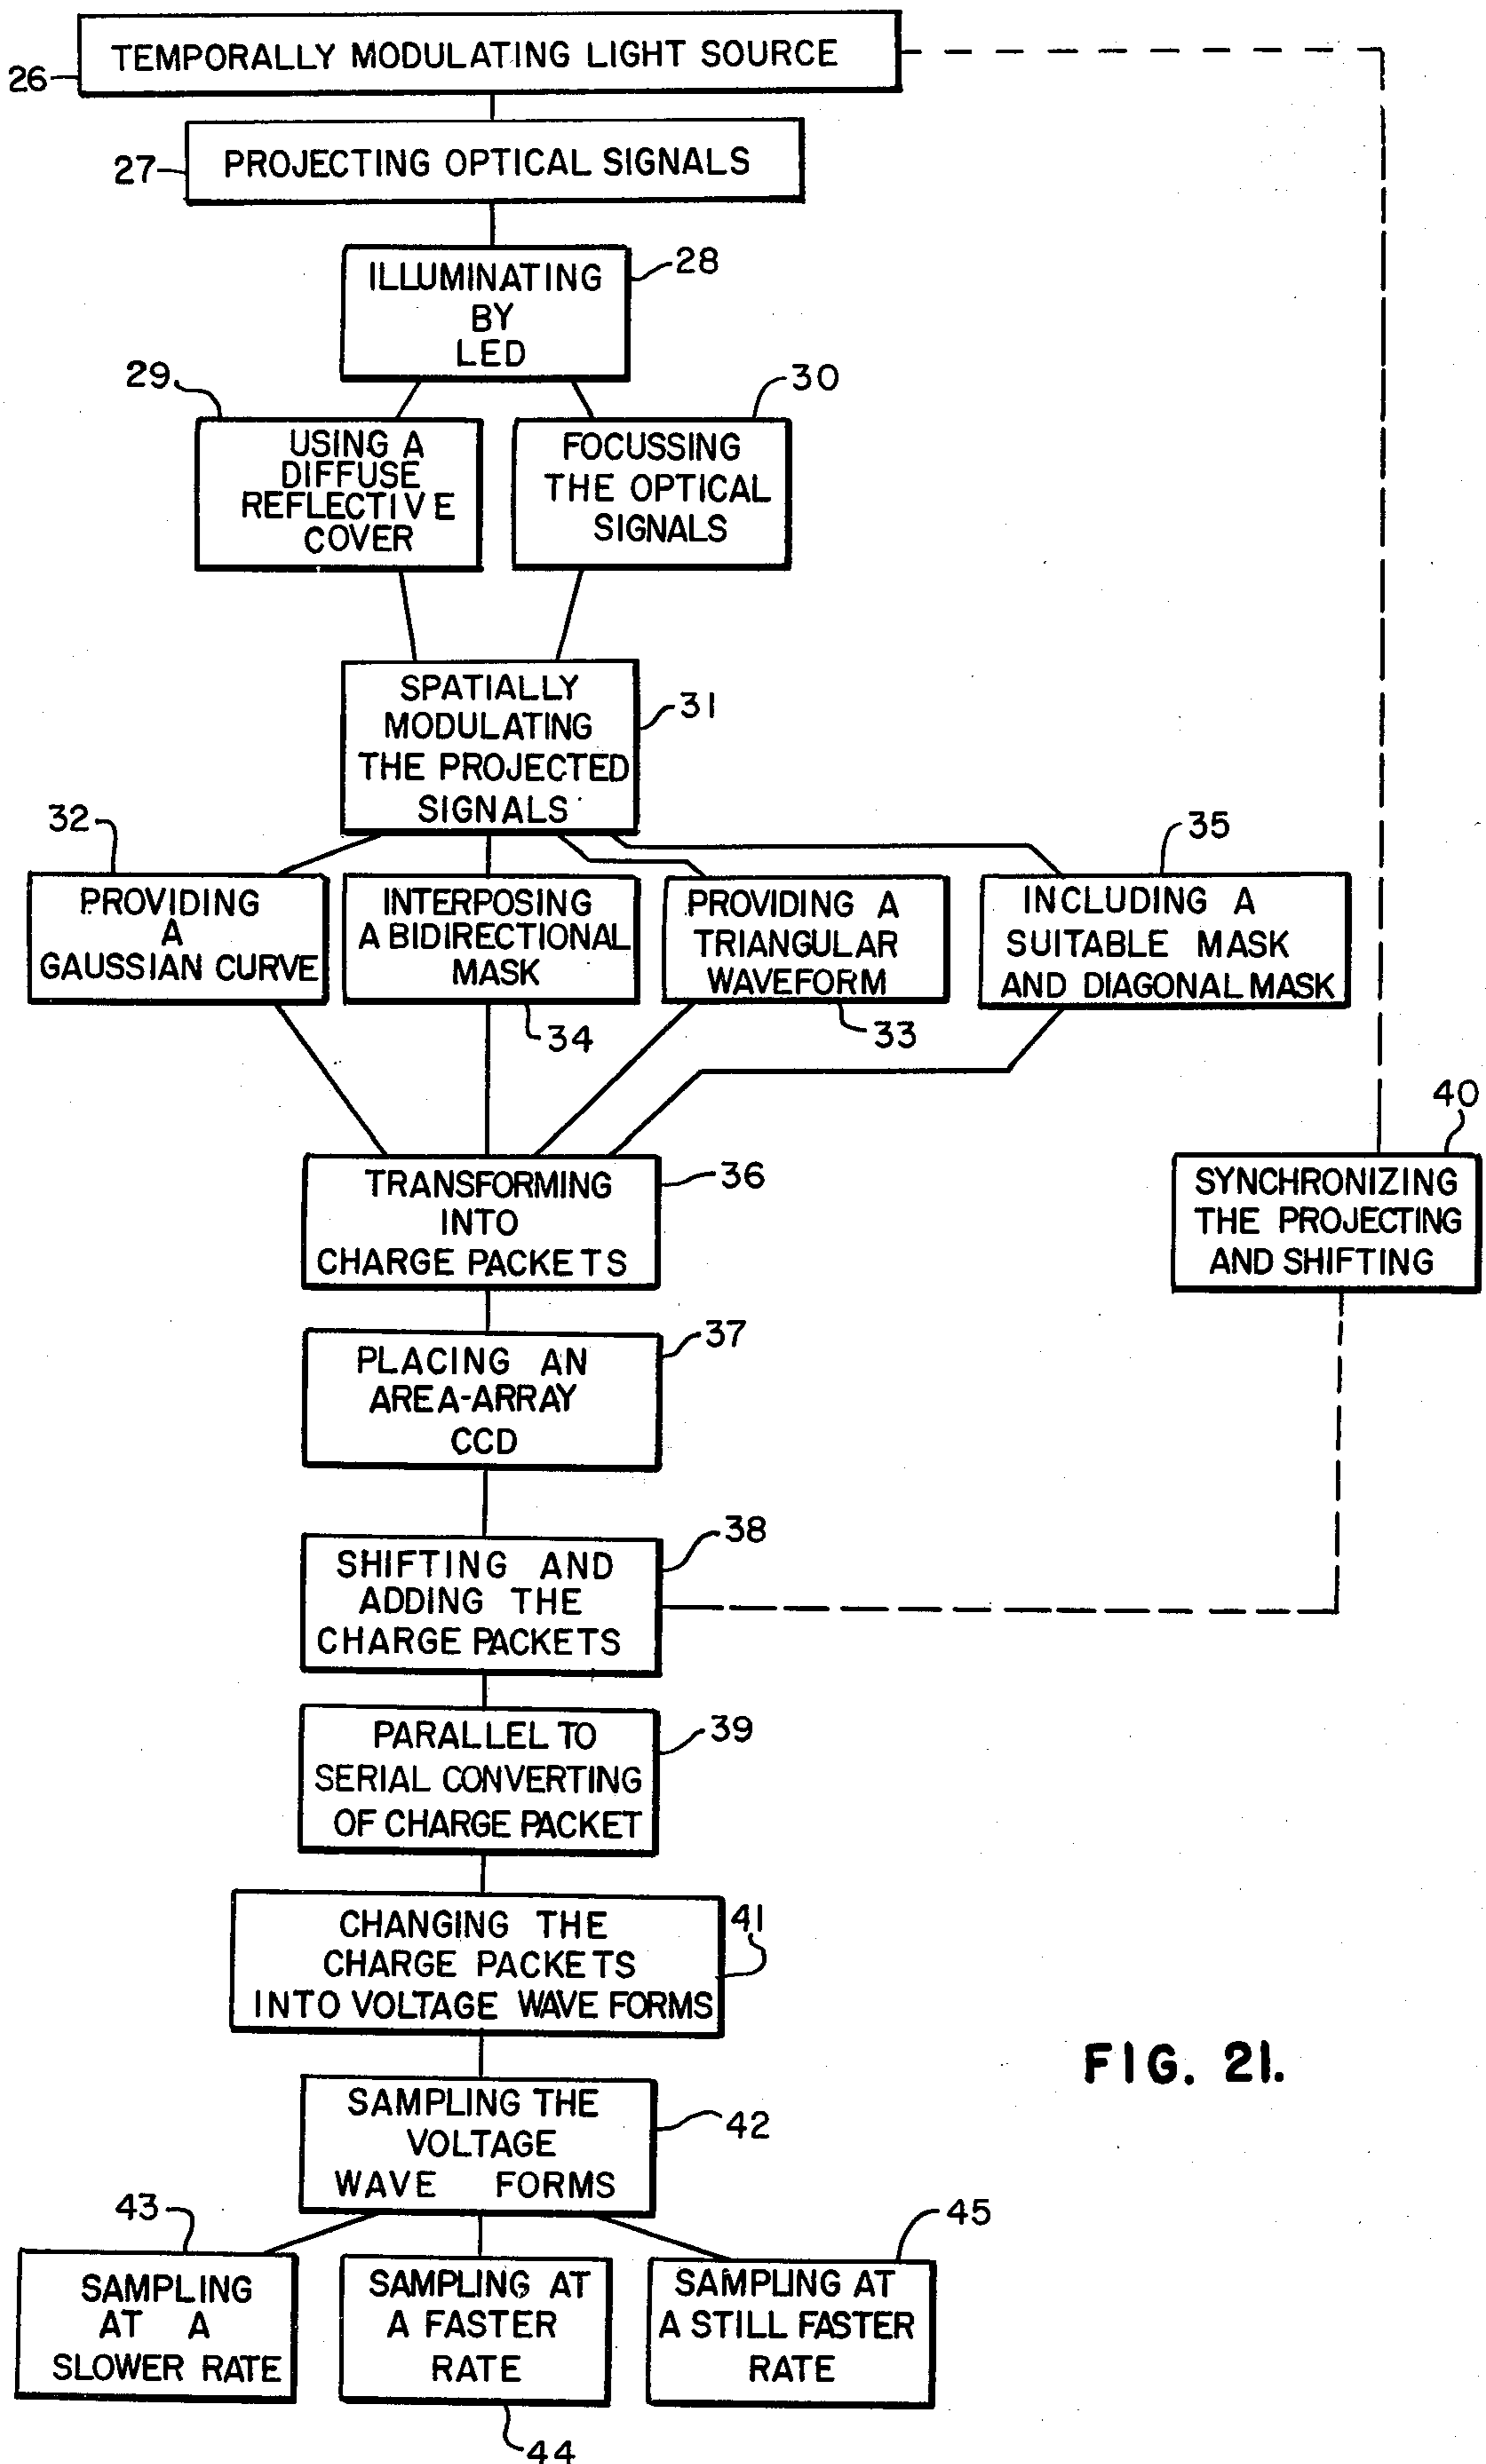 TEMPORALLY MODULATING LIGHT SOURCE
26
PROJECTING OPTICAL SIGNALS
27
ILLUMINATING
BY
LED
28
29
USING A
DIFFUSE
REFLECTIVE
COVER
30
FOCUSSING
THE OPTICAL
SIGNALS
SPATIALLY
MODULATING
THE PROJECTED
SIGNALS
31
32
PROVIDING
A
GAUSSIAN CURVE
INTERPOSING
A BIDIRECTIONAL
MASK
34
PROVIDING A
TRIANGULAR
WAVEFORM
33
35
INCLUDING A
SUITABLE MASK
AND DIAGONAL MASK
TRANSFORMING
INTO
CHARGE PACKETS
36
40
SYNCHRONIZING
THE PROJECTING
AND SHIFTING
PLACING AN
AREA-ARRAY
CCD
37
SHIFTING AND
ADDING THE
CHARGE PACKETS
38
PARALLEL TO
SERIAL CONVERTING
OF CHARGE PACKET
39
CHANGING THE
CHARGE PACKETS
INTO VOLTAGE WAVE FORMS
41
FIG. 21.
SAMPLING THE
VOLTAGE
WAVE FORMS
42
43
SAMPLING
AT A
SLOWER RATE
SAMPLING AT
A FASTER
RATE
44
45
SAMPLING AT
A STILL FASTER
RATE